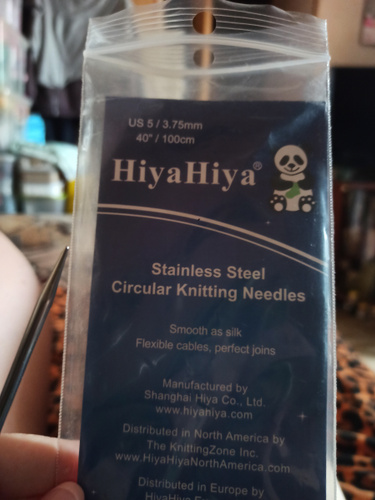 US 5 / 3.75mm
40" / 100cm
HiyaHiya®
Stainless Steel
Circular Knitting Needles
Smooth as silk
Flexible cables, perfect joins
Manufactured by
Shanghai Hiya Co., Ltd.
www.hiyahiya.com
Distributed in North America by
The KnittingZone Inc.
www.HiyaHiyaNorthAmerica.com
Distributed in Europe by
HiyaHiya